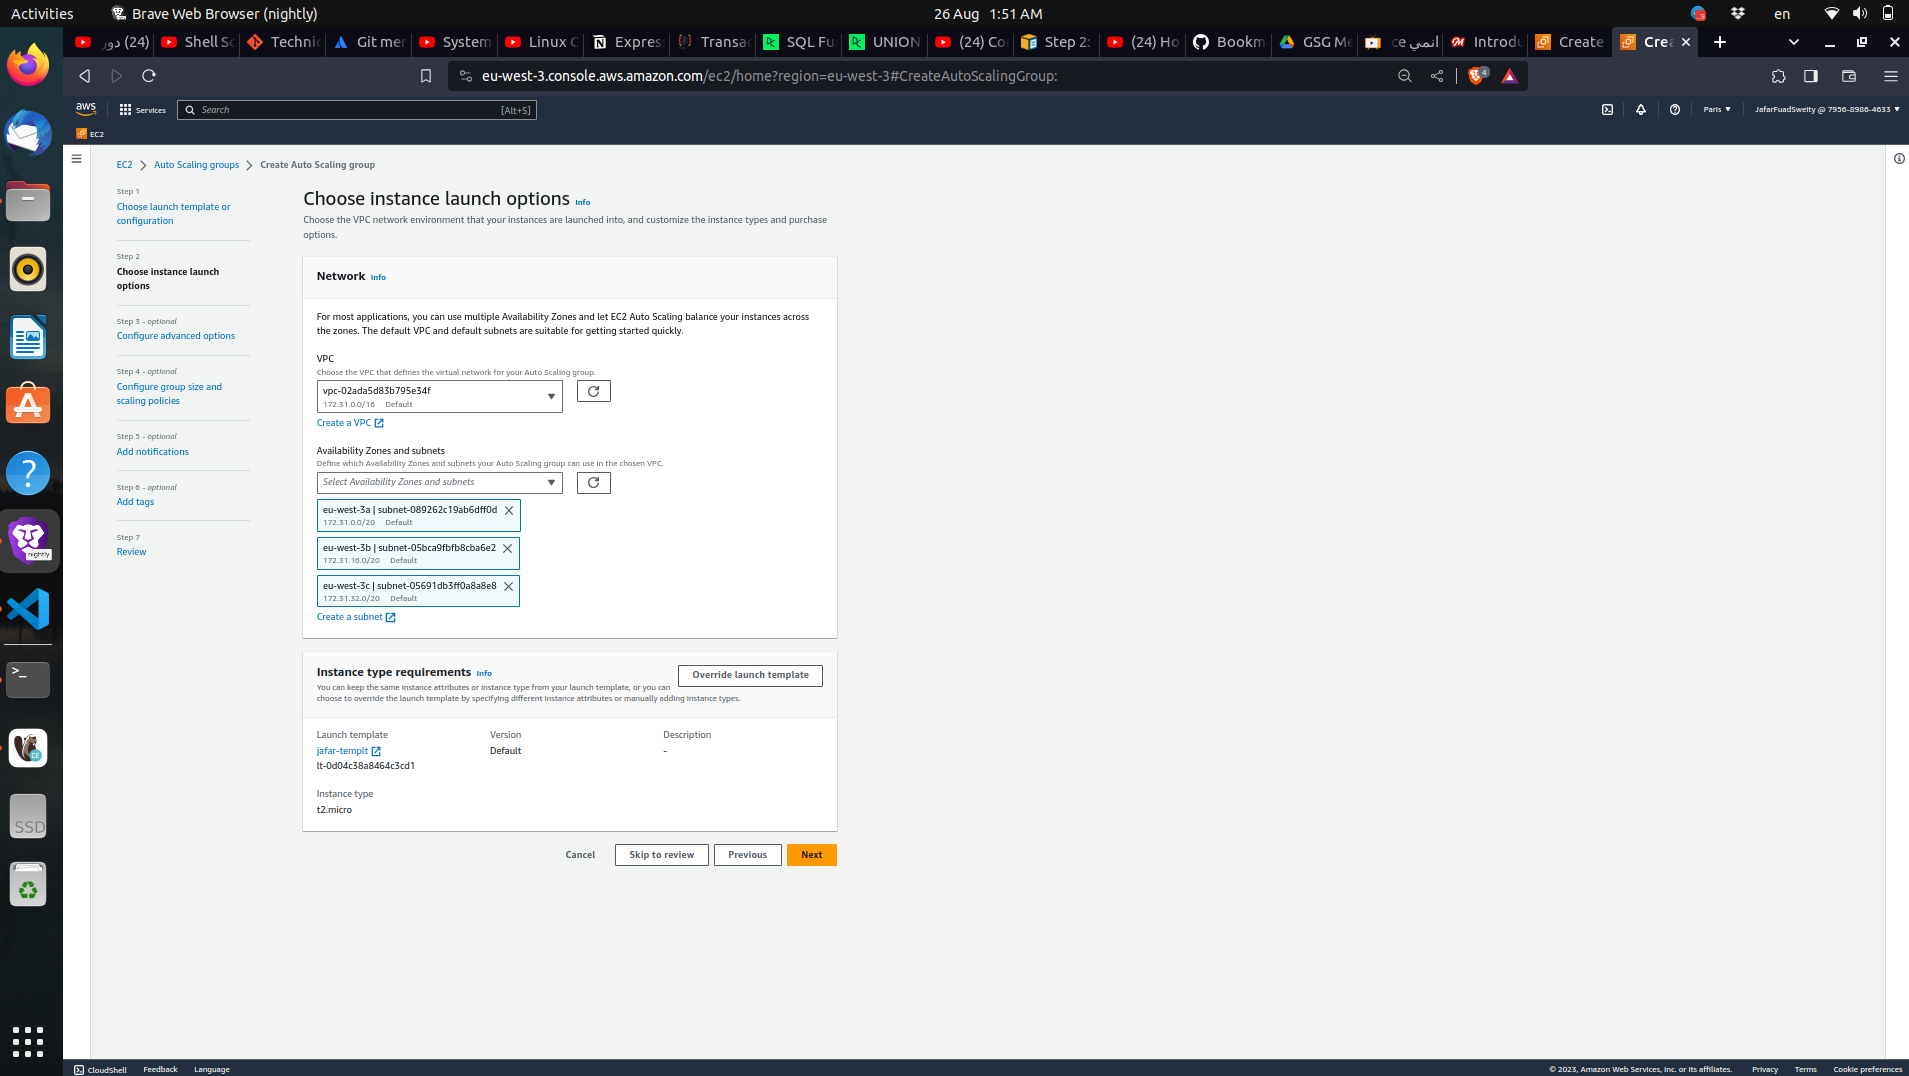 Activities
Brave Web Browser (nightly)
26 Aug 1:51 AM
en
(24) دور
Shell Sc
Technic
Git mer
System
Linux C
Expres
Transac
SQL Fu
UNION
(24) Co
Step 2:
(24) Ho
Bookm
GSG Me
انمي ce
Introdu
Create
Crea
eu-west-3.console.aws.amazon.com/ec2/home?region=eu-west-3#CreateAutoScalingGroup:
4
aws
Services
Search
[Alt+S]
Paris
JafarFuadSweity @ 7956-8986-4633
EC2
EC2
Auto Scaling groups
Create Auto Scaling group
Step 1
Choose launch template or
configuration
Step 2
Choose instance launch
options
Step 3 - optional
Configure advanced options
Step 4 - optional
Configure group size and
scaling policies
Step 5 - optional
Add notifications
Step 6 - optional
Add tags
Step 7
Review
Choose instance launch options Info
Choose the VPC network environment that your instances are launched into, and customize the instance types and purchase
options.
Network Info
For most applications, you can use multiple Availability Zones and let EC2 Auto Scaling balance your instances across
the zones. The default VPC and default subnets are suitable for getting started quickly.
VPC
Choose the VPC that defines the virtual network for your Auto Scaling group.
vpc-02ada5d83b795e34f
172.31.0.0/16 Default
Create a VPC
Availability Zones and subnets
Define which Availability Zones and subnets your Auto Scaling group can use in the chosen VPC.
Select Availability Zones and subnets
eu-west-3a | subnet-089262c19ab6dff0d
172.31.0.0/20 Default
eu-west-3b | subnet-05bca9fbfb8cba6e2
172.31.16.0/20 Default
eu-west-3c | subnet-05691db3ff0a8a8e8
172.31.32.0/20 Default
Create a subnet
Instance type requirements Info
Override launch template
You can keep the same instance attributes or instance type from your launch template, or you can
choose to override the launch template by specifying different instance attributes or manually adding instance types.
Launch template
Version
Description
jafar-templt
Default
-
lt-0d04c38a8464c3cd1
Instance type
t2.micro
Cancel
Skip to review
Previous
Next
nightly
SSD
CloudShell
Feedback
Language
© 2023, Amazon Web Services, Inc. or its affiliates.
Privacy
Terms
Cookie preferences